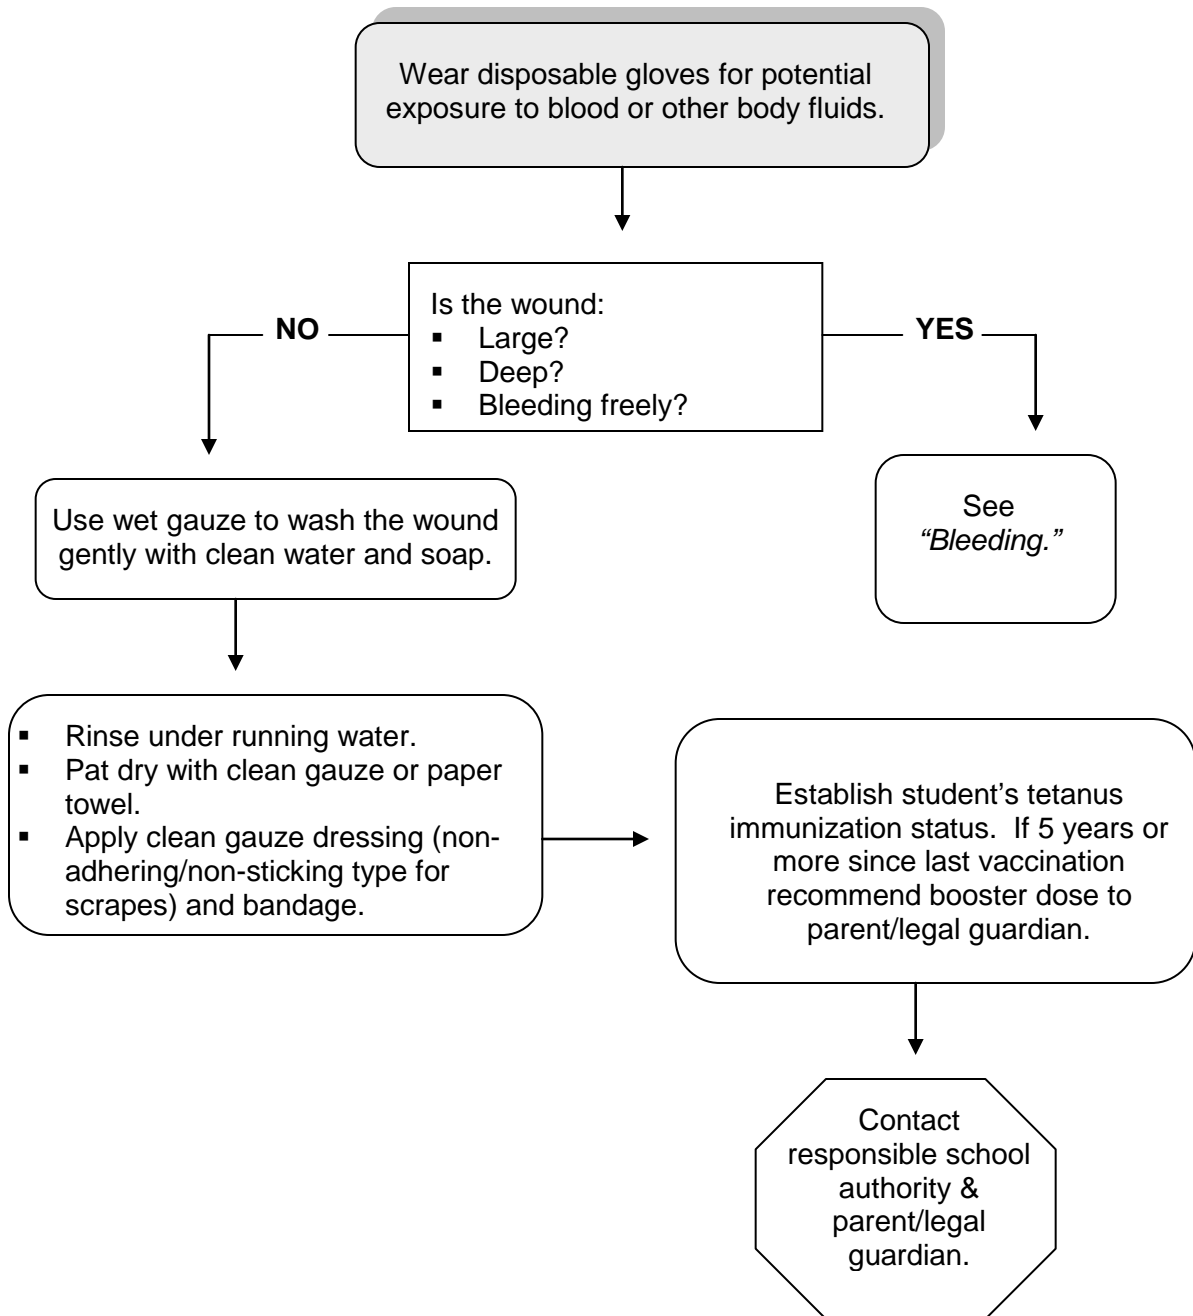 Wear disposable gloves for potential
exposure to blood or other body fluids.
Is the wound:
▪ Large?
▪ Deep?
▪ Bleeding freely?
NO
YES
Use wet gauze to wash the wound
gently with clean water and soap.
See
“Bleeding.”
▪ Rinse under running water.
▪ Pat dry with clean gauze or paper
towel.
▪ Apply clean gauze dressing (non-
adhering/non-sticking type for
scrapes) and bandage.
Establish student’s tetanus
immunization status.  If 5 years or
more since last vaccination
recommend booster dose to
parent/legal guardian.
Contact
responsible school
authority &
parent/legal
guardian.